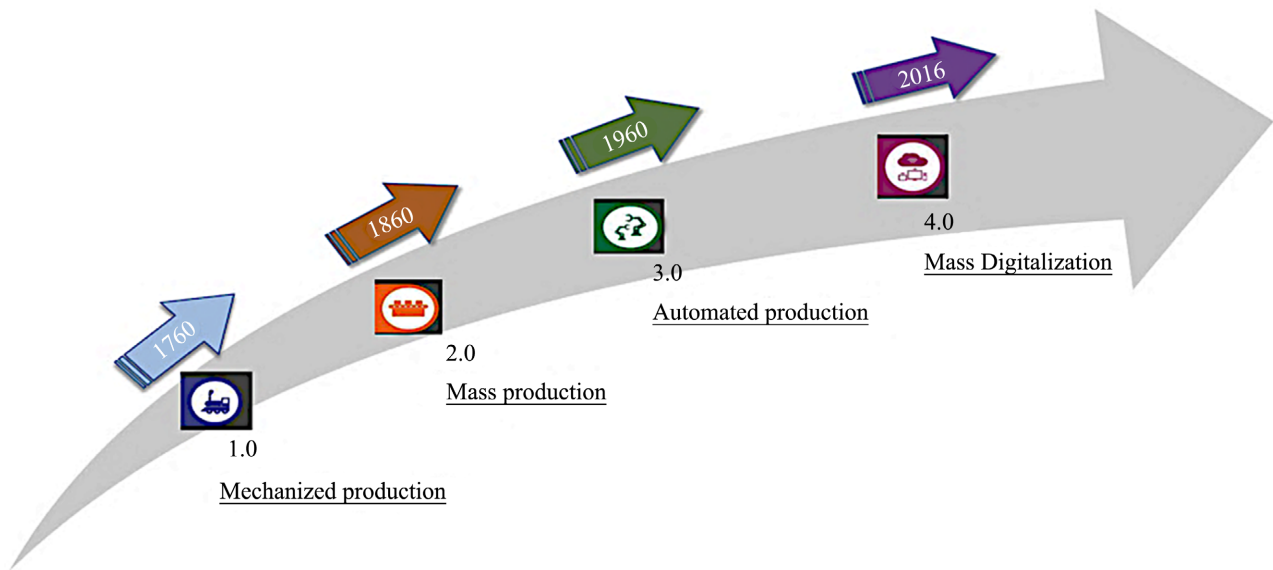 1760
1.0
Mechanized production
1860
2.0
Mass production
1960
3.0
Automated production
2016
4.0
Mass Digitalization